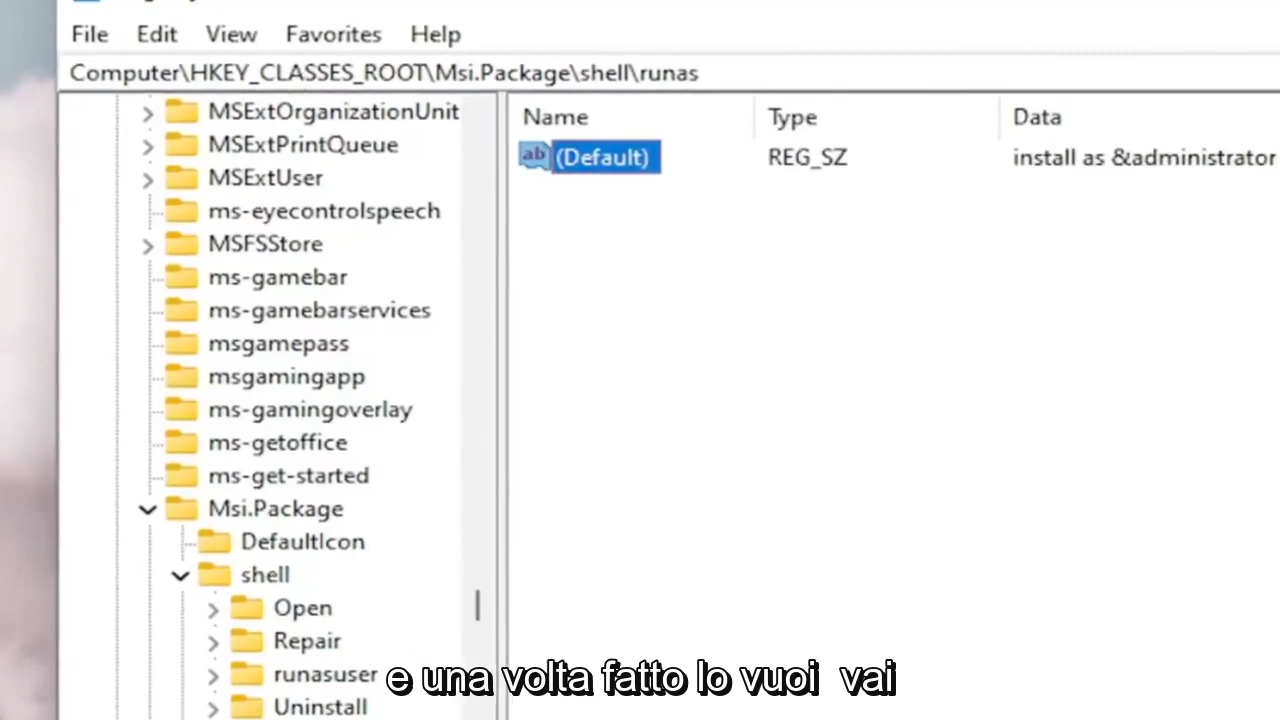 File Edit View Favorites Help
Computer\HKEY_CLASSES_ROOT\Msi.Package\shell\runas
MSExtOrganizationUnit
MSExtPrintQueue
MSExtUser
ms-eyecontrolspeech
MSFSStore
ms-gamebar
ms-gamebarservices
msgamepass
msgamingapp
ms-gamingoverlay
ms-getoffice
ms-get-started
Msi.Package
DefaultIcon
shell
Open
Repair
runasuser
Uninstall
Name Type Data
ab (Default) REG_SZ install as &administrator
e una volta fatto lo vuoi vai